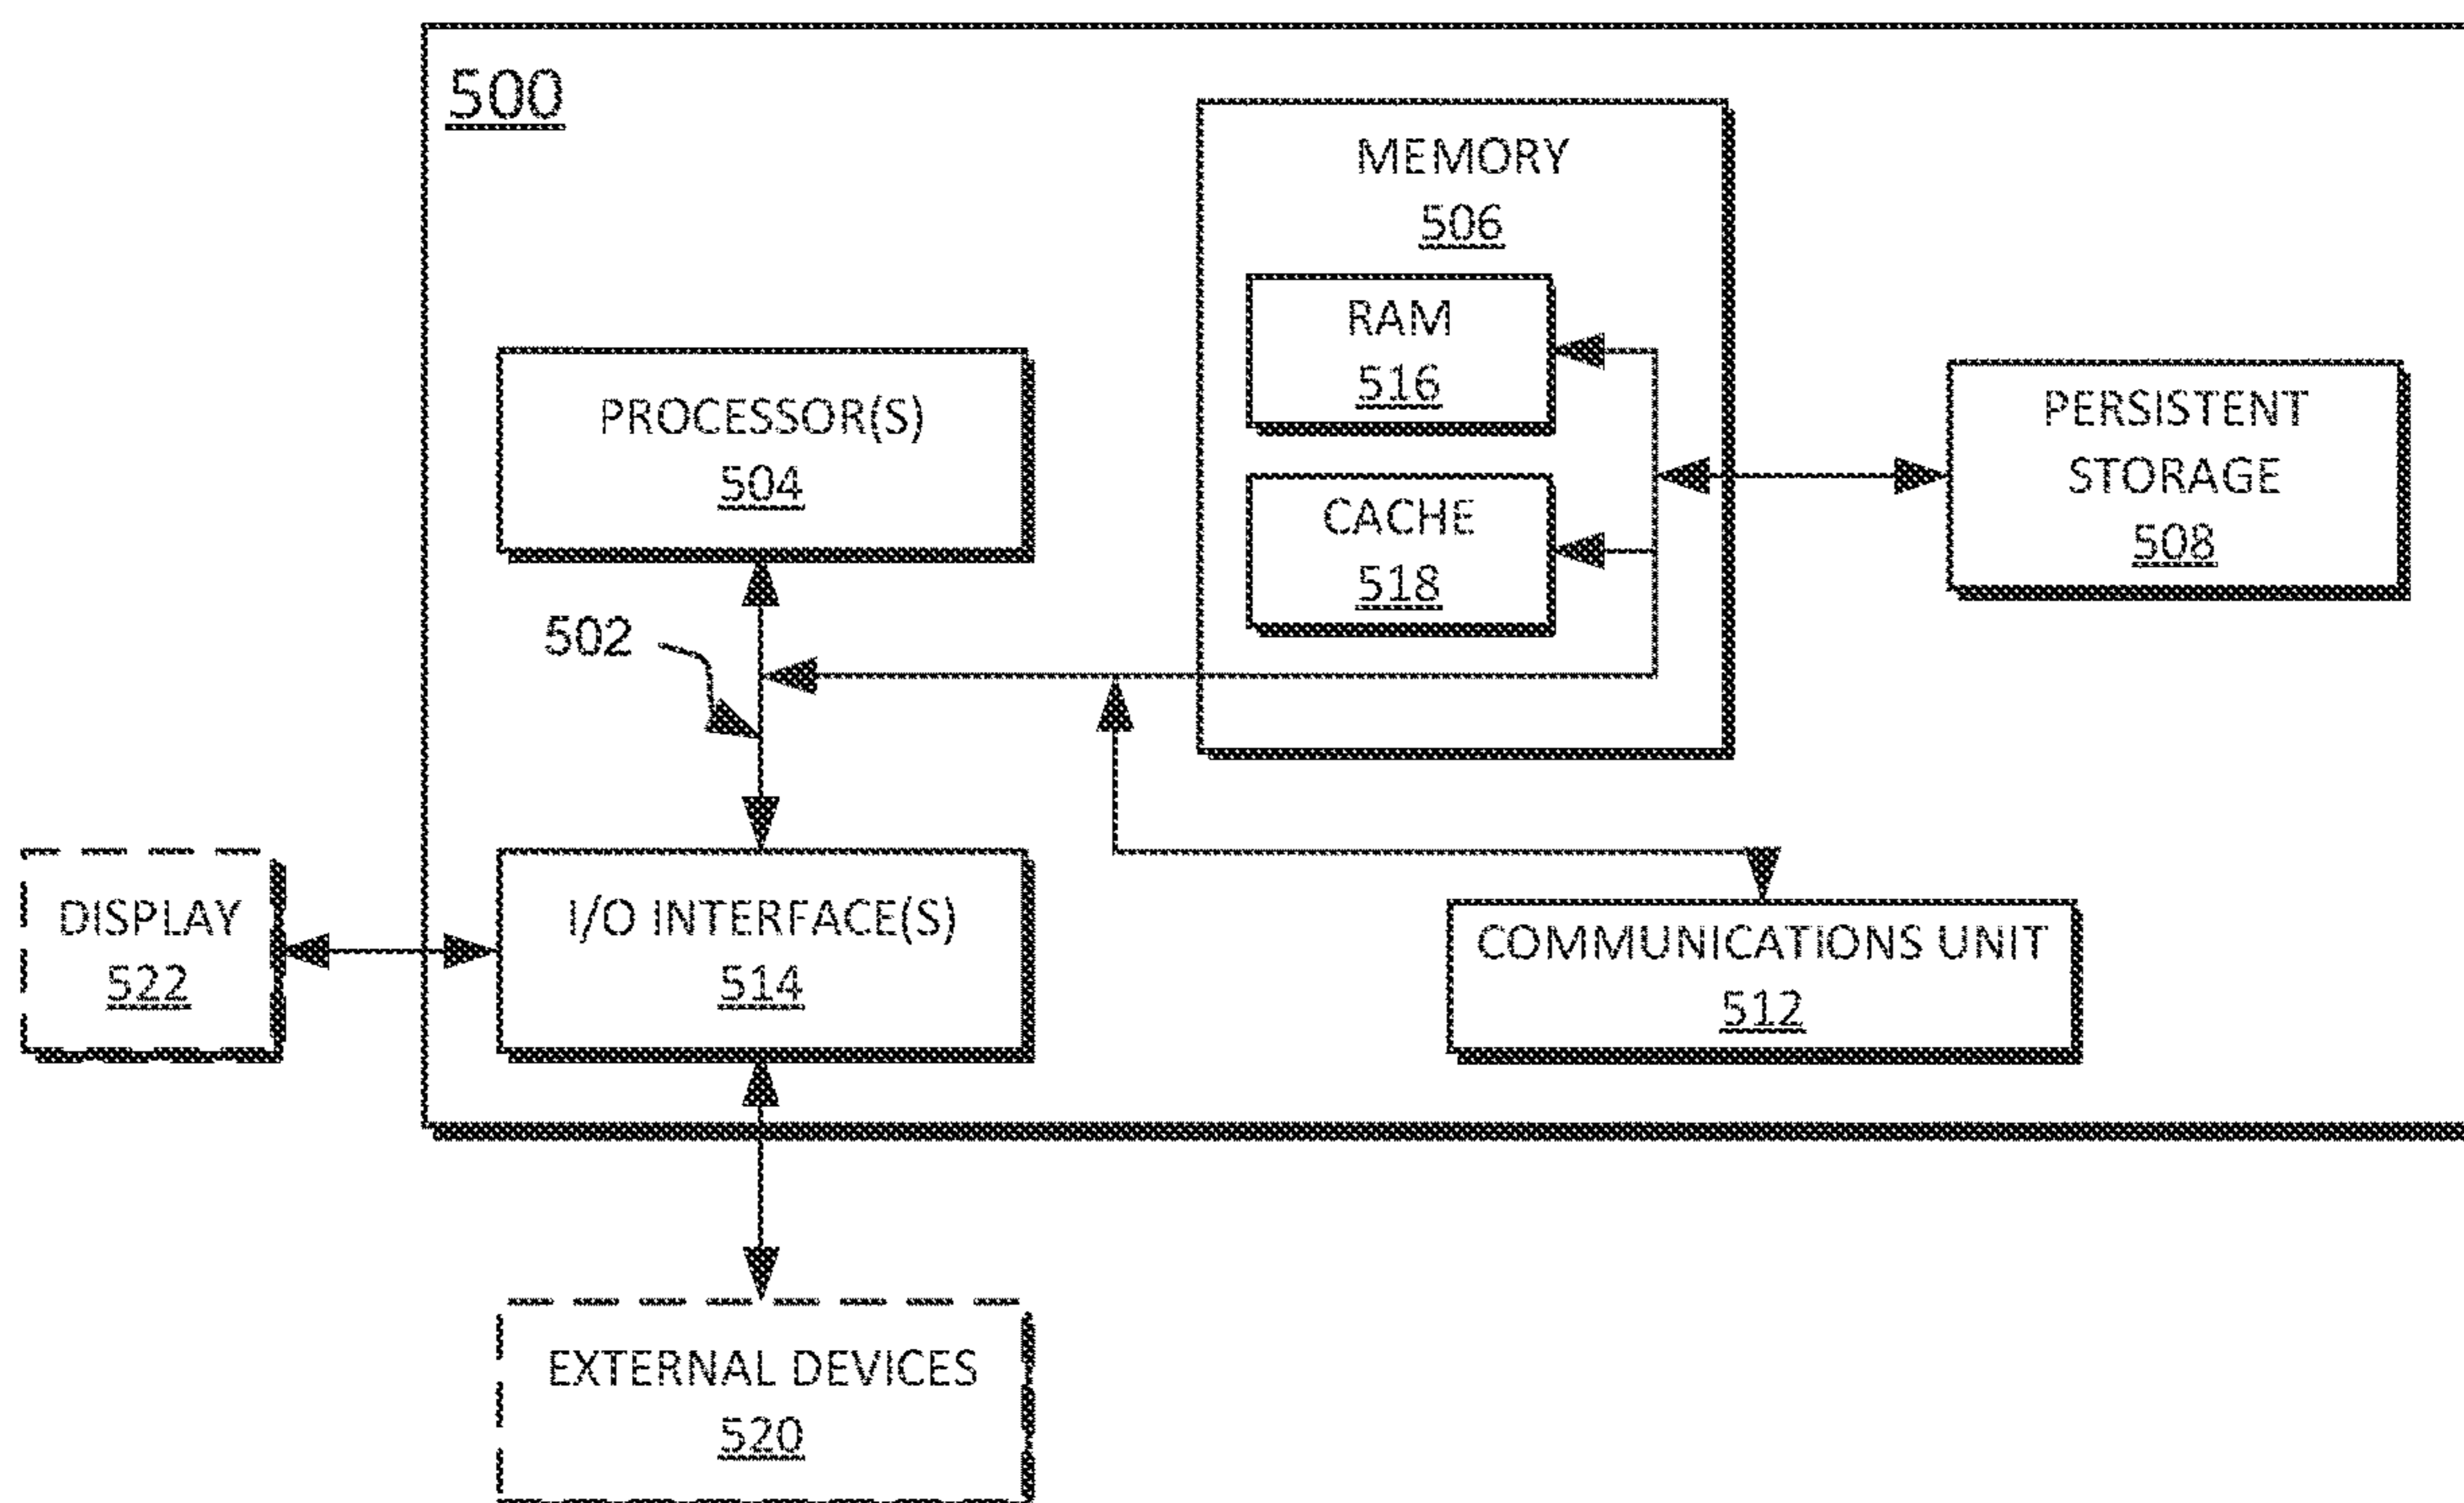 500
MEMORY
506
RAM
516
CACHE
518
PROCESSOR(S)
504
PERSISTENT
STORAGE
508
502
DISPLAY
522
I/O INTERFACE(S)
514
COMMUNICATIONS UNIT
512
EXTERNAL DEVICES
520